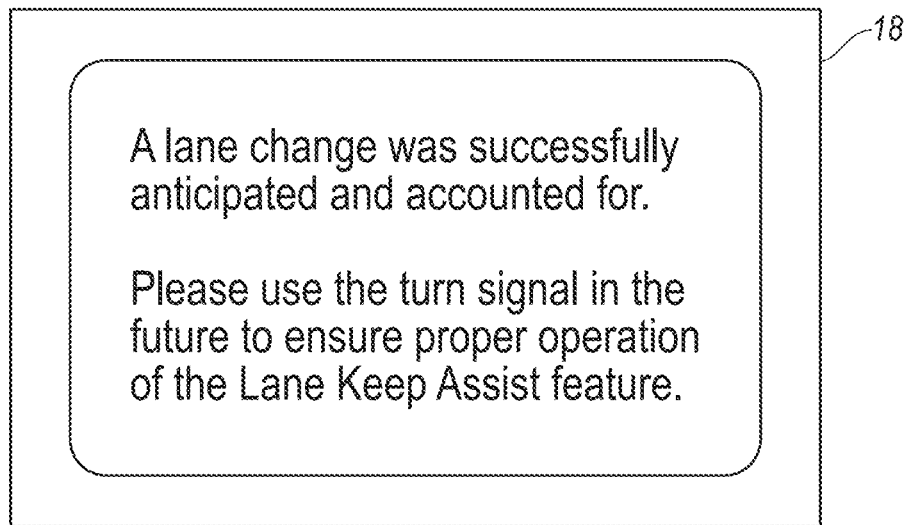 18
A lane change was successfully
anticipated and accounted for.
Please use the turn signal in the
future to ensure proper operation
of the Lane Keep Assist feature.